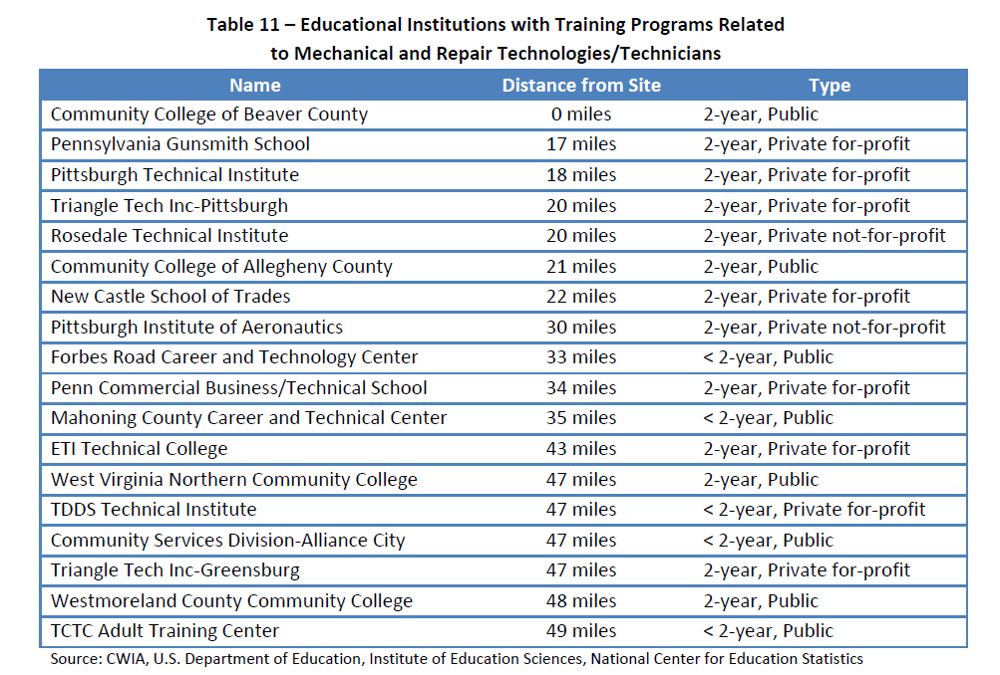 Table 11 – Educational Institutions with Training Programs Related
to Mechanical and Repair Technologies/Technicians
Name Distance from Site Type
Community College of Beaver County 0 miles 2-year, Public
Pennsylvania Gunsmith School 17 miles 2-year, Private for-profit
Pittsburgh Technical Institute 18 miles 2-year, Private for-profit
Triangle Tech Inc-Pittsburgh 20 miles 2-year, Private for-profit
Rosedale Technical Institute 20 miles 2-year, Private not-for-profit
Community College of Allegheny County 21 miles 2-year, Public
New Castle School of Trades 22 miles 2-year, Private for-profit
Pittsburgh Institute of Aeronautics 30 miles 2-year, Private not-for-profit
Forbes Road Career and Technology Center 33 miles < 2-year, Public
Penn Commercial Business/Technical School 34 miles 2-year, Private for-profit
Mahoning County Career and Technical Center 35 miles < 2-year, Public
ETI Technical College 43 miles 2-year, Private for-profit
West Virginia Northern Community College 47 miles 2-year, Public
TDDS Technical Institute 47 miles < 2-year, Private for-profit
Community Services Division-Alliance City 47 miles < 2-year, Public
Triangle Tech Inc-Greensburg 47 miles 2-year, Private for-profit
Westmoreland County Community College 48 miles 2-year, Public
TCTC Adult Training Center 49 miles < 2-year, Public
Source: CWIA, U.S. Department of Education, Institute of Education Sciences, National Center for Education Statistics